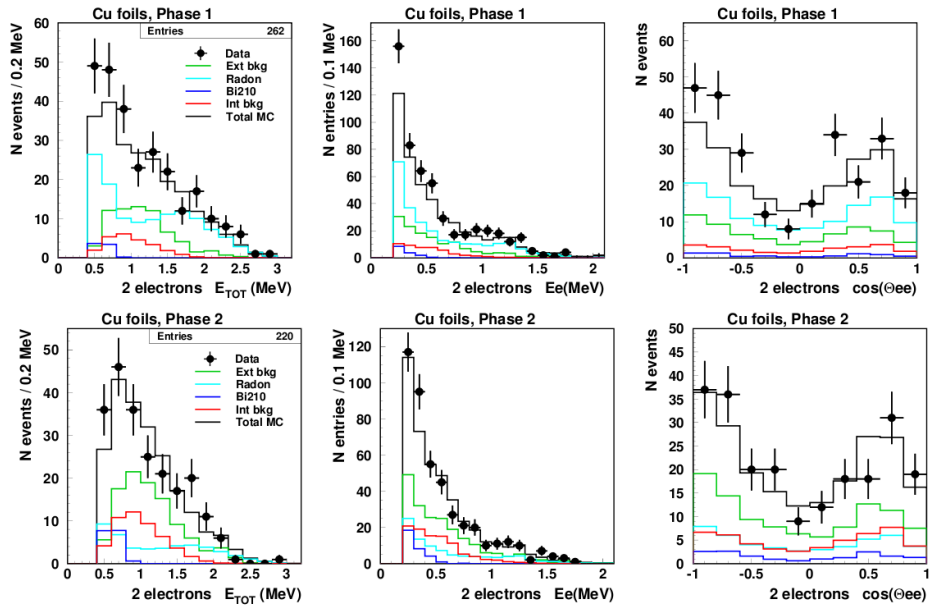 Cu foils, Phase 1
N events / 0.2 MeV
60
50
40
30
20
10
0
Entries 262
Data
Ext bkg
Radon
Bi210
Int bkg
Total MC
0 0.5 1 1.5 2 2.5 3
2 electrons E_TOT (MeV)
Cu foils, Phase 1
N entries / 0.1 MeV
160
140
120
100
80
60
40
20
0
0 0.5 1 1.5 2
2 electrons Ee(MeV)
Cu foils, Phase 1
N events
60
50
40
30
20
10
0
-1 -0.5 0 0.5 1
2 electrons cos(Θee)
Cu foils, Phase 2
N events / 0.2 MeV
50
40
30
20
10
0
Entries 220
Data
Ext bkg
Radon
Bi210
Int bkg
Total MC
0 0.5 1 1.5 2 2.5 3
2 electrons E_TOT (MeV)
Cu foils, Phase 2
N entries / 0.1 MeV
120
100
80
60
40
20
0
0 0.5 1 1.5 2
2 electrons Ee(MeV)
Cu foils, Phase 2
N events
50
45
40
35
30
25
20
15
10
5
0
-1 -0.5 0 0.5 1
2 electrons cos(Θee)